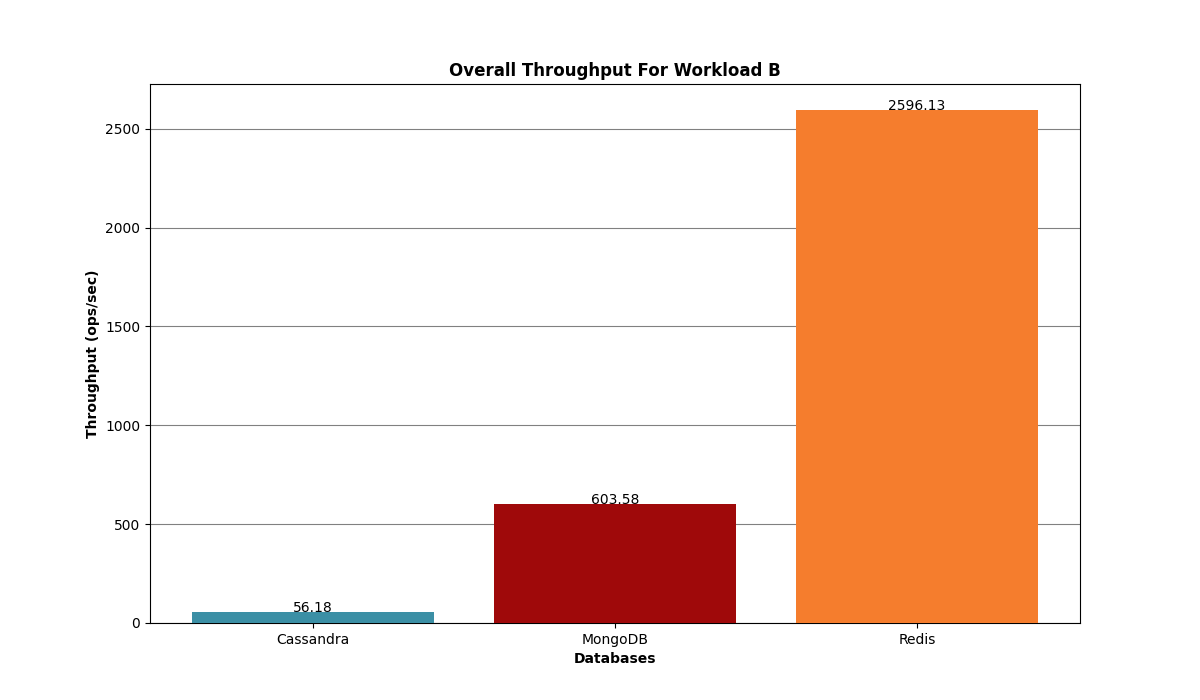 Overall Throughput For Workload B
Throughput (ops/sec)
2500
2000
1500
1000
500
0
56.18
603.58
2596.13
Cassandra
MongoDB
Redis
Databases